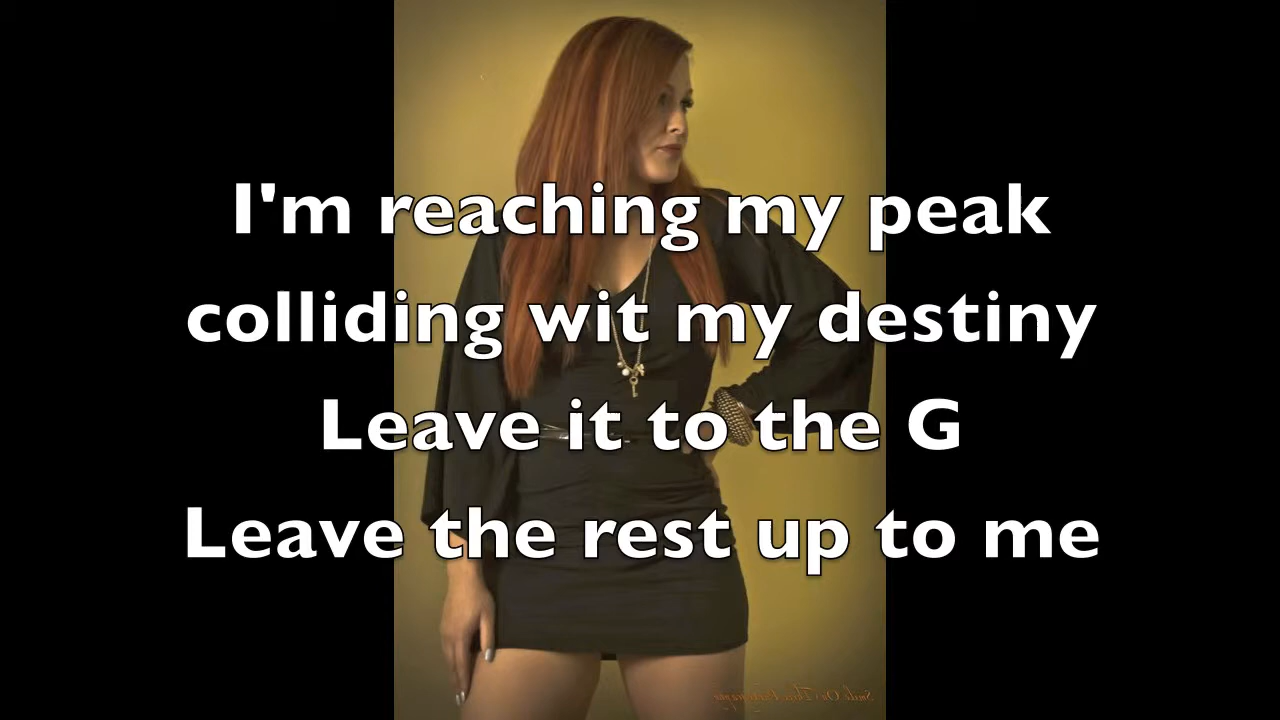 I'm reaching my peak
colliding wit my destiny
Leave it to the G
Leave the rest up to me